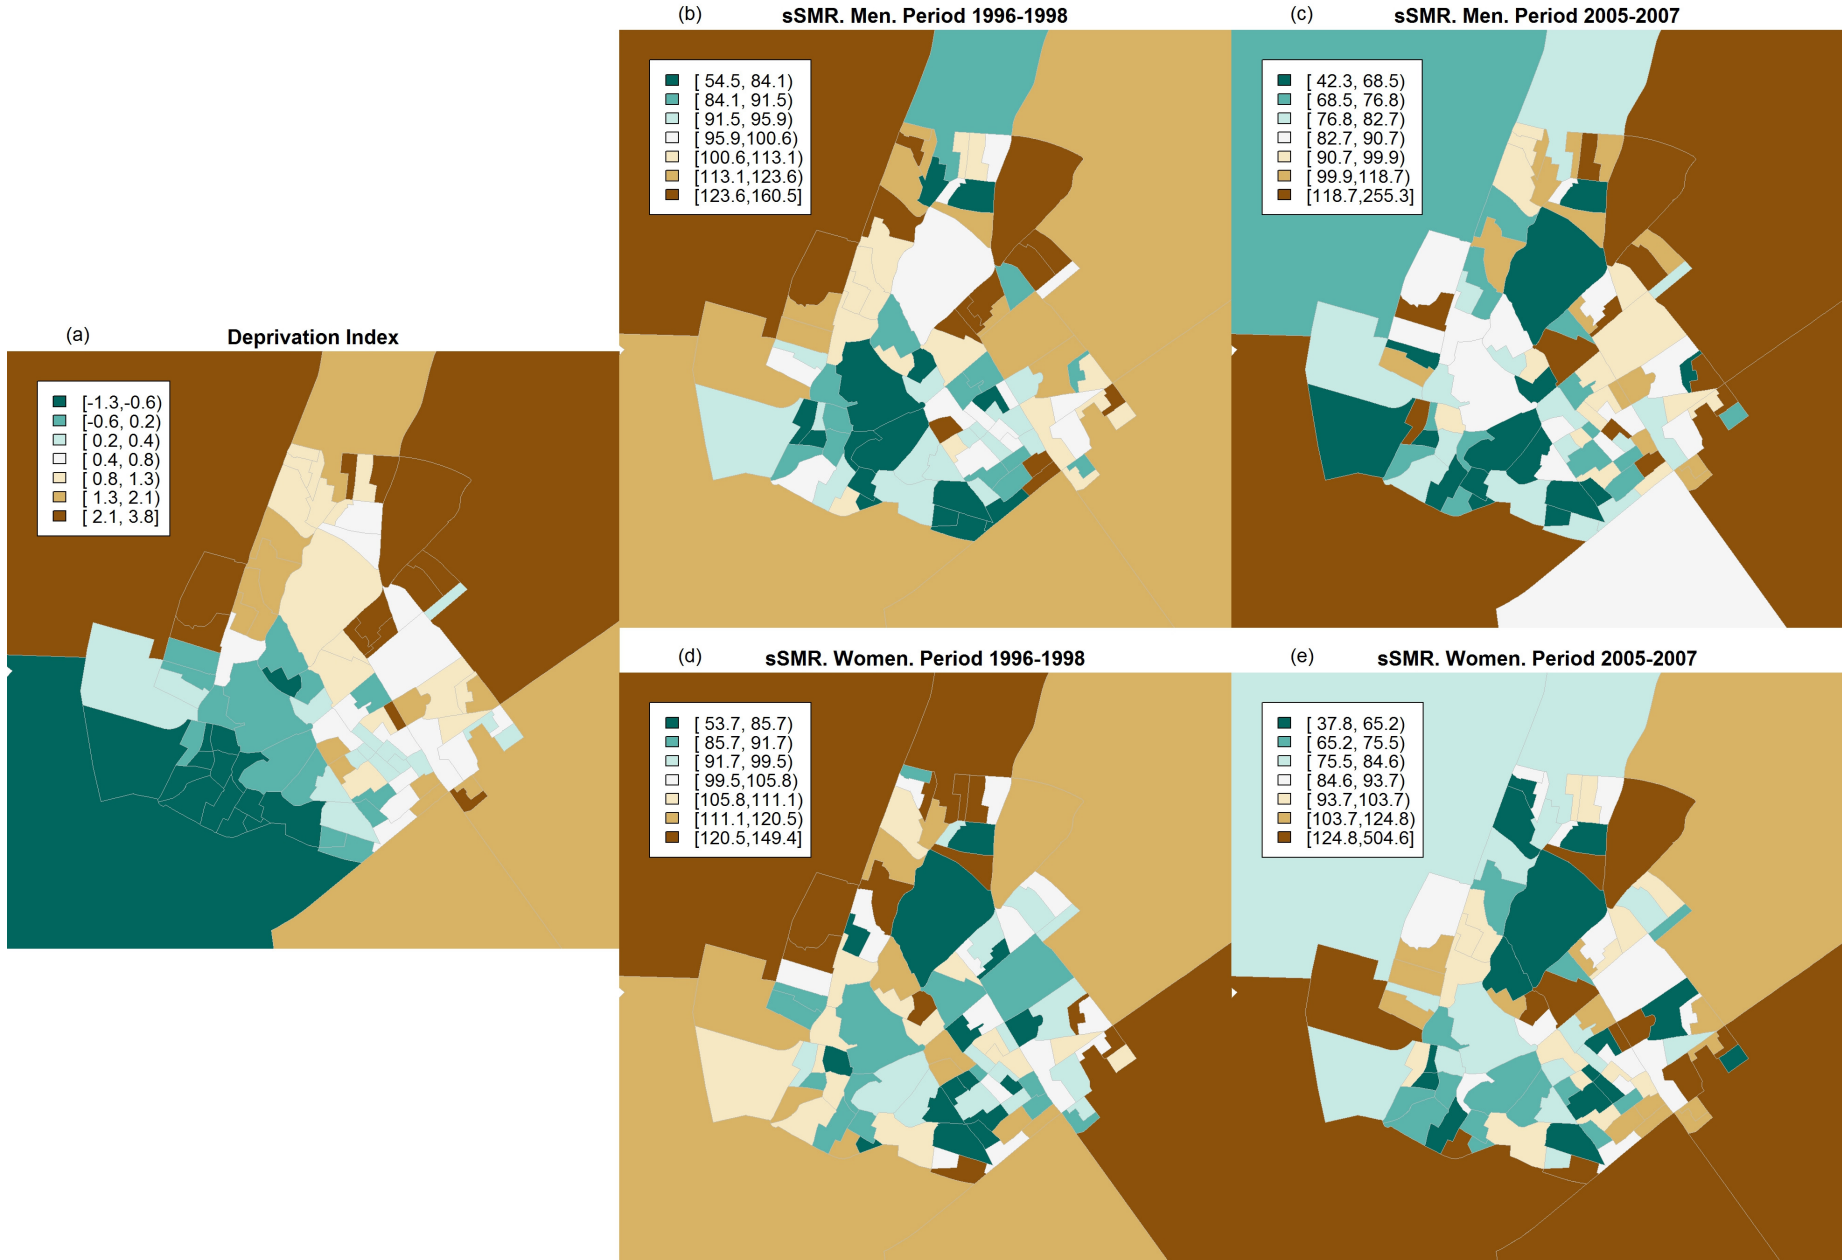 (a)
Deprivation Index
[-1.3,-0.6)
[-0.6, 0.2)
[ 0.2, 0.4)
[ 0.4, 0.8)
[ 0.8, 1.3)
[ 1.3, 2.1)
[ 2.1, 3.8]
(b)
sSMR. Men. Period 1996-1998
[ 54.5, 84.1)
[ 84.1, 91.5)
[ 91.5, 95.9)
[ 95.9,100.6)
[100.6,113.1)
[113.1,123.6)
[123.6,160.5]
(c)
sSMR. Men. Period 2005-2007
[ 42.3, 68.5)
[ 68.5, 76.8)
[ 76.8, 82.7)
[ 82.7, 90.7)
[ 90.7, 99.9)
[ 99.9,118.7)
[118.7,255.3]
(d)
sSMR. Women. Period 1996-1998
[ 53.7, 85.7)
[ 85.7, 91.7)
[ 91.7, 99.5)
[ 99.5,105.8)
[105.8,111.1)
[111.1,120.5)
[120.5,149.4]
(e)
sSMR. Women. Period 2005-2007
[ 37.8, 65.2)
[ 65.2, 75.5)
[ 75.5, 84.6)
[ 84.6, 93.7)
[ 93.7,103.7)
[103.7,124.8)
[124.8,504.6]